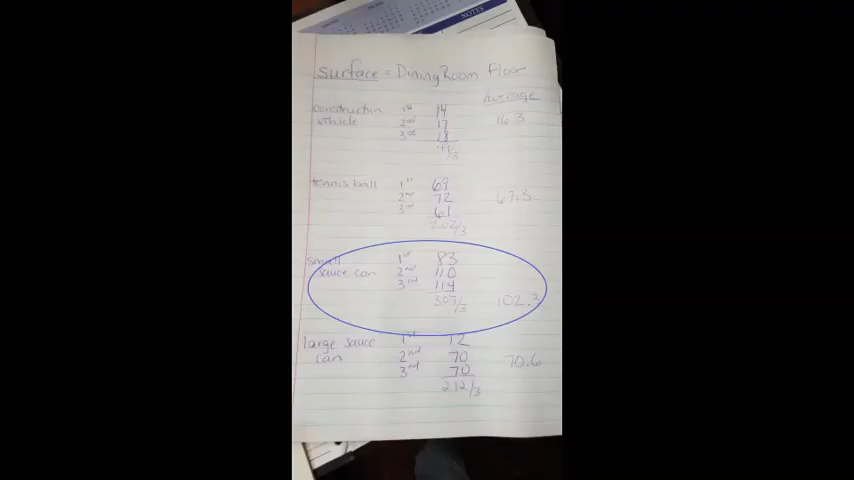 NOTES
Surface = Dining Room Floor
Average
Construction 1st 14
vehicle 2nd 17 16.3
3rd 18
49/3
tennis ball 1st 69
2nd 72 67.3
3rd 61
202/3
small 1st 83
sauce can 2nd 110
3rd 114
307/3 102.3
large sauce 1st 72
can 2nd 70 70.6
3rd 70
212/3